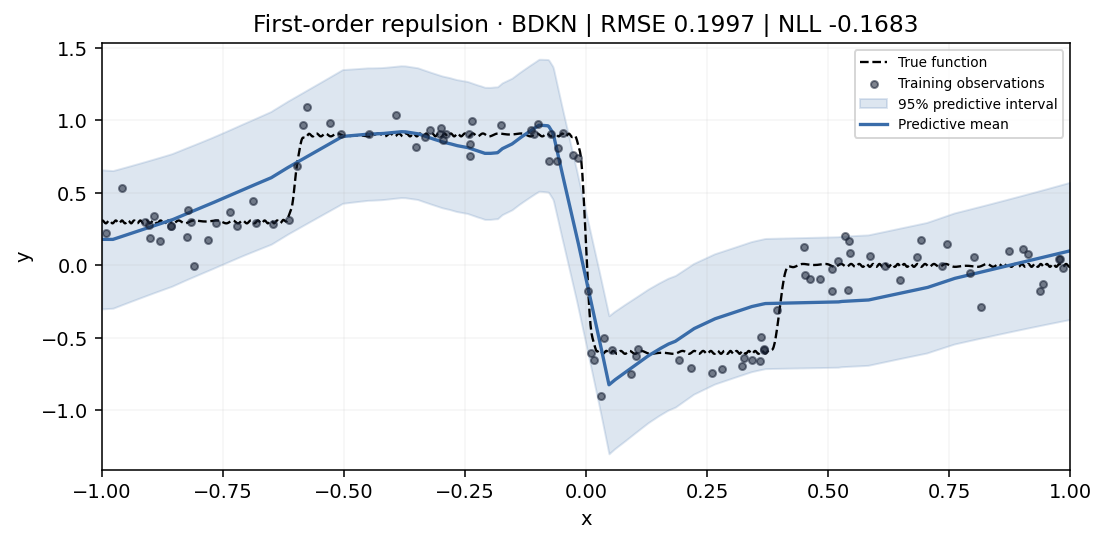 First-order repulsion · BDKN | RMSE 0.1997 | NLL -0.1683
True function
Training observations
95% predictive interval
Predictive mean
y
1.5
1.0
0.5
0.0
−0.5
−1.0
−1.00
−0.75
−0.50
−0.25
0.00
0.25
0.50
0.75
1.00
x